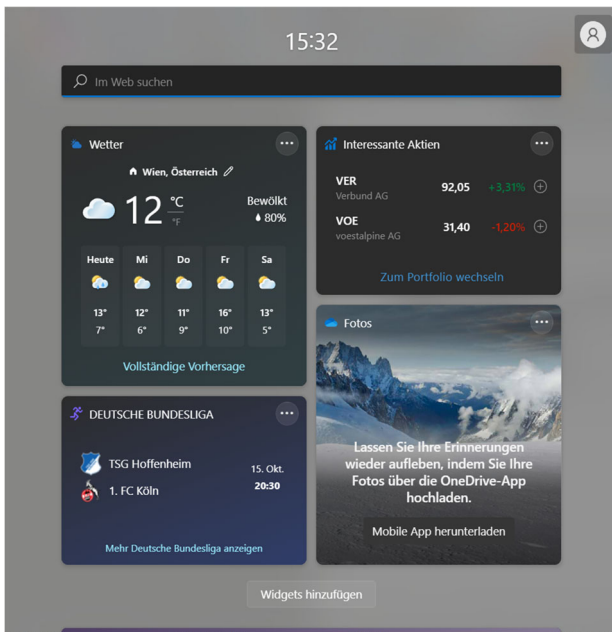 15:32
Im Web suchen
Wetter
Wien, Österreich
12 °C
°F
Bewölkt
80%
Heute Mi Do Fr Sa
13° 12° 11° 16° 13°
7° 6° 9° 10° 5°
Vollständige Vorhersage
Interessante Aktien
VER 92,05 +3,31%
Verbund AG
VOE 31,40 -1,20%
voestalpine AG
Zum Portfolio wechseln
DEUTSCHE BUNDESLIGA
TSG Hoffenheim 15. Okt.
1. FC Köln 20:30
Mehr Deutsche Bundesliga anzeigen
Fotos
Lassen Sie Ihre Erinnerungen
wieder aufleben, indem Sie Ihre
Fotos über die OneDrive-App
hochladen.
Mobile App herunterladen
Widgets hinzufügen